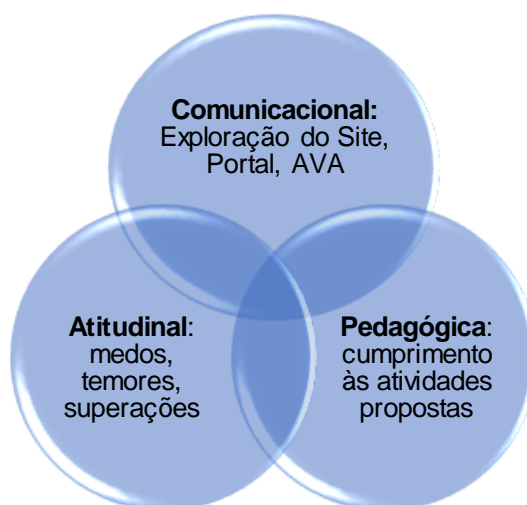 Comunicacional:
Exploração do Site,
Portal, AVA
Atitudinal:
medos,
temores,
superações
Pedagógica:
cumprimento
às atividades
propostas